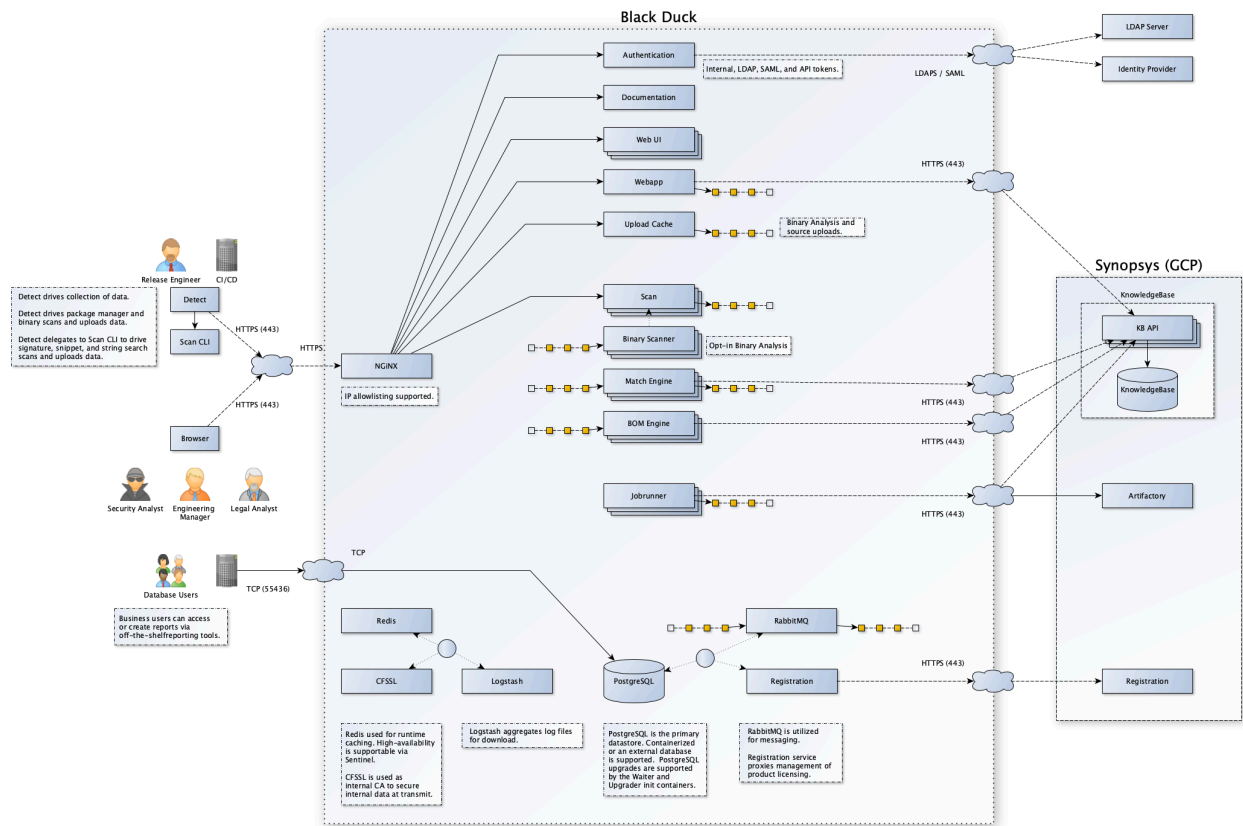 Black Duck
LDAP Server
Authentication
Internal, LDAP, SAML, and API tokens.
LDAPS / SAML
Identity Provider
Documentation
Web UI
HTTPS (443)
Webapp
Upload Cache
Binary Analysis and
source uploads.
Release Engineer
CI/CD
Synopsys (GCP)
Detect drives collection of data.
Detect drives package manager and
binary scans and uploads data.
Detect delegates to Scan CLI to drive
signature, snippet, and string search
scans and uploads data.
Detect
Scan CLI
HTTPS (443)
HTTPS
NGiNX
IP allowlisting supported.
HTTPS (443)
Browser
Scan
Binary Scanner
Opt-in Binary Analysis
Match Engine
HTTPS (443)
BOM Engine
HTTPS (443)
KnowledgeBase
KB API
KnowledgeBase
Security Analyst
Engineering
Manager
Legal Analyst
Jobrunner
HTTPS (443)
Artifactory
Database Users
TCP (55436)
TCP
Business users can access
or create reports via
off-the-shelfreporting tools.
Redis
CFSSL
Logstash
PostgreSQL
RabbitMQ
Registration
HTTPS (443)
Registration
Redis used for runtime
caching. High-availability
is supportable via
Sentinel.
CFSSL is used as
internal CA to secure
internal data at transmit.
Logstash aggregates log files
for download.
PostgreSQL is the primary
datastore. Containerized
or an external database
is supported. PostgreSQL
upgrades are supported
by the Waiter and
Upgrader init containers.
RabbitMQ is utilized
for messaging.
Registration service
proxies management of
product licensing.